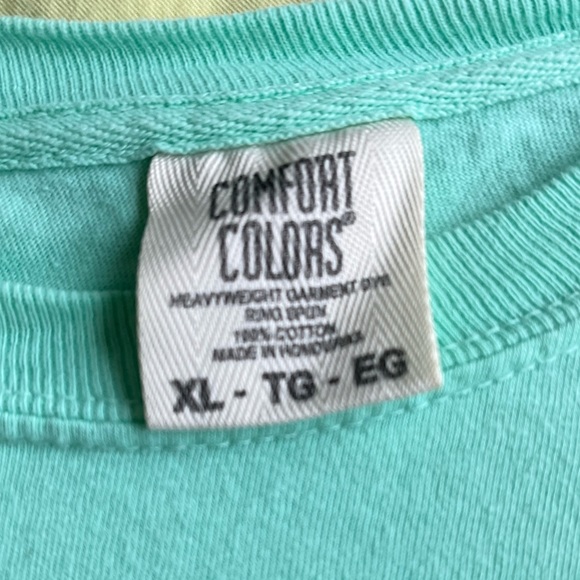 COMFORT
COLORS®
HEAVYWEIGHT GARMENT DYE
RING SPUN
100% COTTON
MADE IN HONDURAS
XL - TG - EG